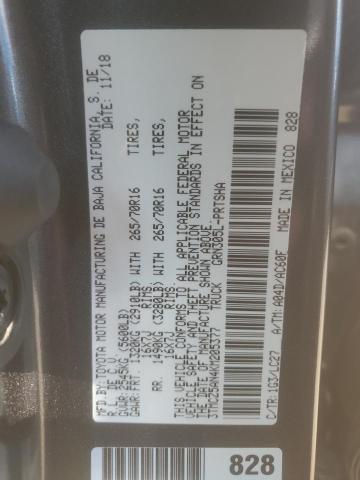 MFD.BY:TOYOTA MOTOR MANUFACTURING DE BAJA CALIFORNIA, S. DE
R.L. DE C.V. DATE: 11/18
GVWR: 2545KG (5600LB)
GAWR: FRT. 1320KG (2910LB) WITH 265/70R16 TIRES,
16X7J RIMS,
RR. 1490KG (3280LB) WITH 265/70R16 TIRES,
16X7J RIMS,
THIS VEHICLE CONFORMS TO ALL APPLICABLE FEDERAL MOTOR
VEHICLE SAFETY AND THEFT PREVENTION STANDARDS IN EFFECT ON
THE DATE OF MANUFACTURE SHOWN ABOVE.
3TMCZ5AN4KM205377 TRUCK GRN305L-PRTSHA
C/TR:1G3/LC27 A/TM:A04D/AC60F MADE IN MEXICO 828
828